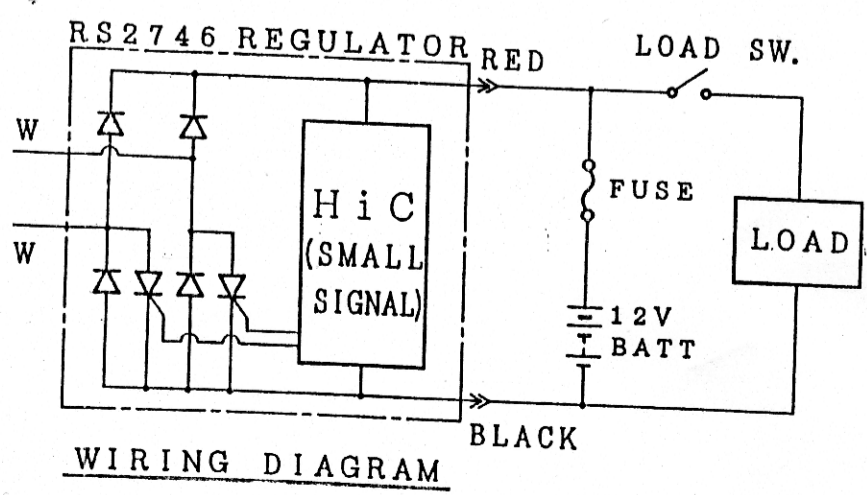 RS2746 REGULATOR
RED
LOAD SW.
W
W
HiC
(SMALL
SIGNAL)
FUSE
LOAD
12V
BATT
BLACK
WIRING DIAGRAM